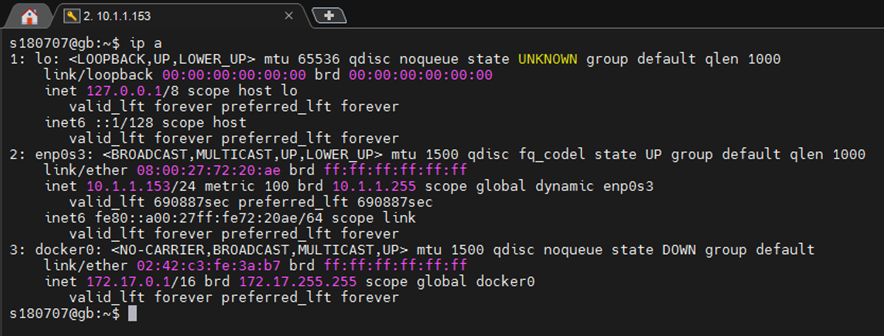 2. 10.1.1.153
s180707@gb:~$ ip a
1: lo: <LOOPBACK,UP,LOWER_UP> mtu 65536 qdisc noqueue state UNKNOWN group default qlen 1000
link/loopback 00:00:00:00:00:00 brd 00:00:00:00:00:00
inet 127.0.0.1/8 scope host lo
valid_lft forever preferred_lft forever
inet6 ::1/128 scope host
valid_lft forever preferred_lft forever
2: enp0s3: <BROADCAST,MULTICAST,UP,LOWER_UP> mtu 1500 qdisc fq_codel state UP group default qlen 1000
link/ether 08:00:27:72:20:ae brd ff:ff:ff:ff:ff:ff
inet 10.1.1.153/24 metric 100 brd 10.1.1.255 scope global dynamic enp0s3
valid_lft 690887sec preferred_lft 690887sec
inet6 fe80::a00:27ff:fe72:20ae/64 scope link
valid_lft forever preferred_lft forever
3: docker0: <NO-CARRIER,BROADCAST,MULTICAST,UP> mtu 1500 qdisc noqueue state DOWN group default
link/ether 02:42:c3:fe:3a:b7 brd ff:ff:ff:ff:ff:ff
inet 172.17.0.1/16 brd 172.17.255.255 scope global docker0
valid_lft forever preferred_lft forever
s180707@gb:~$